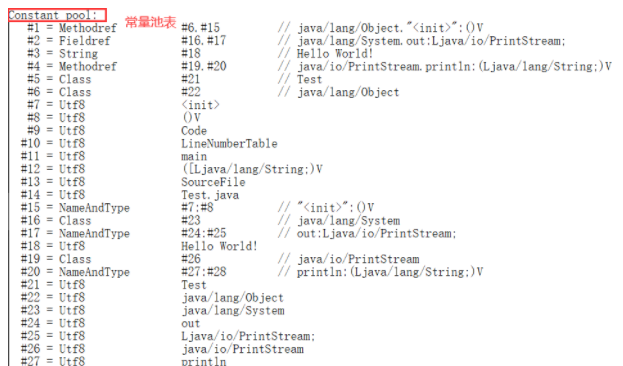 Constant pool: 常量池表
#1 = Methodref #6.#15 // java/lang/Object."<init>":()V
#2 = Fieldref #16.#17 // java/lang/System.out:Ljava/io/PrintStream;
#3 = String #18 // Hello World!
#4 = Methodref #19.#20 // java/io/PrintStream.println:(Ljava/lang/String;)V
#5 = Class #21 // Test
#6 = Class #22 // java/lang/Object
#7 = Utf8 <init>
#8 = Utf8 ()V
#9 = Utf8 Code
#10 = Utf8 LineNumberTable
#11 = Utf8 main
#12 = Utf8 ([Ljava/lang/String;)V
#13 = Utf8 SourceFile
#14 = Utf8 Test.java
#15 = NameAndType #7:#8 // "<init>":()V
#16 = Class #23 // java/lang/System
#17 = NameAndType #24:#25 // out:Ljava/io/PrintStream;
#18 = Utf8 Hello World!
#19 = Class #26 // java/io/PrintStream
#20 = NameAndType #27:#28 // println:(Ljava/lang/String;)V
#21 = Utf8 Test
#22 = Utf8 java/lang/Object
#23 = Utf8 java/lang/System
#24 = Utf8 out
#25 = Utf8 Ljava/io/PrintStream;
#26 = Utf8 java/io/PrintStream
#27 = Utf8 println